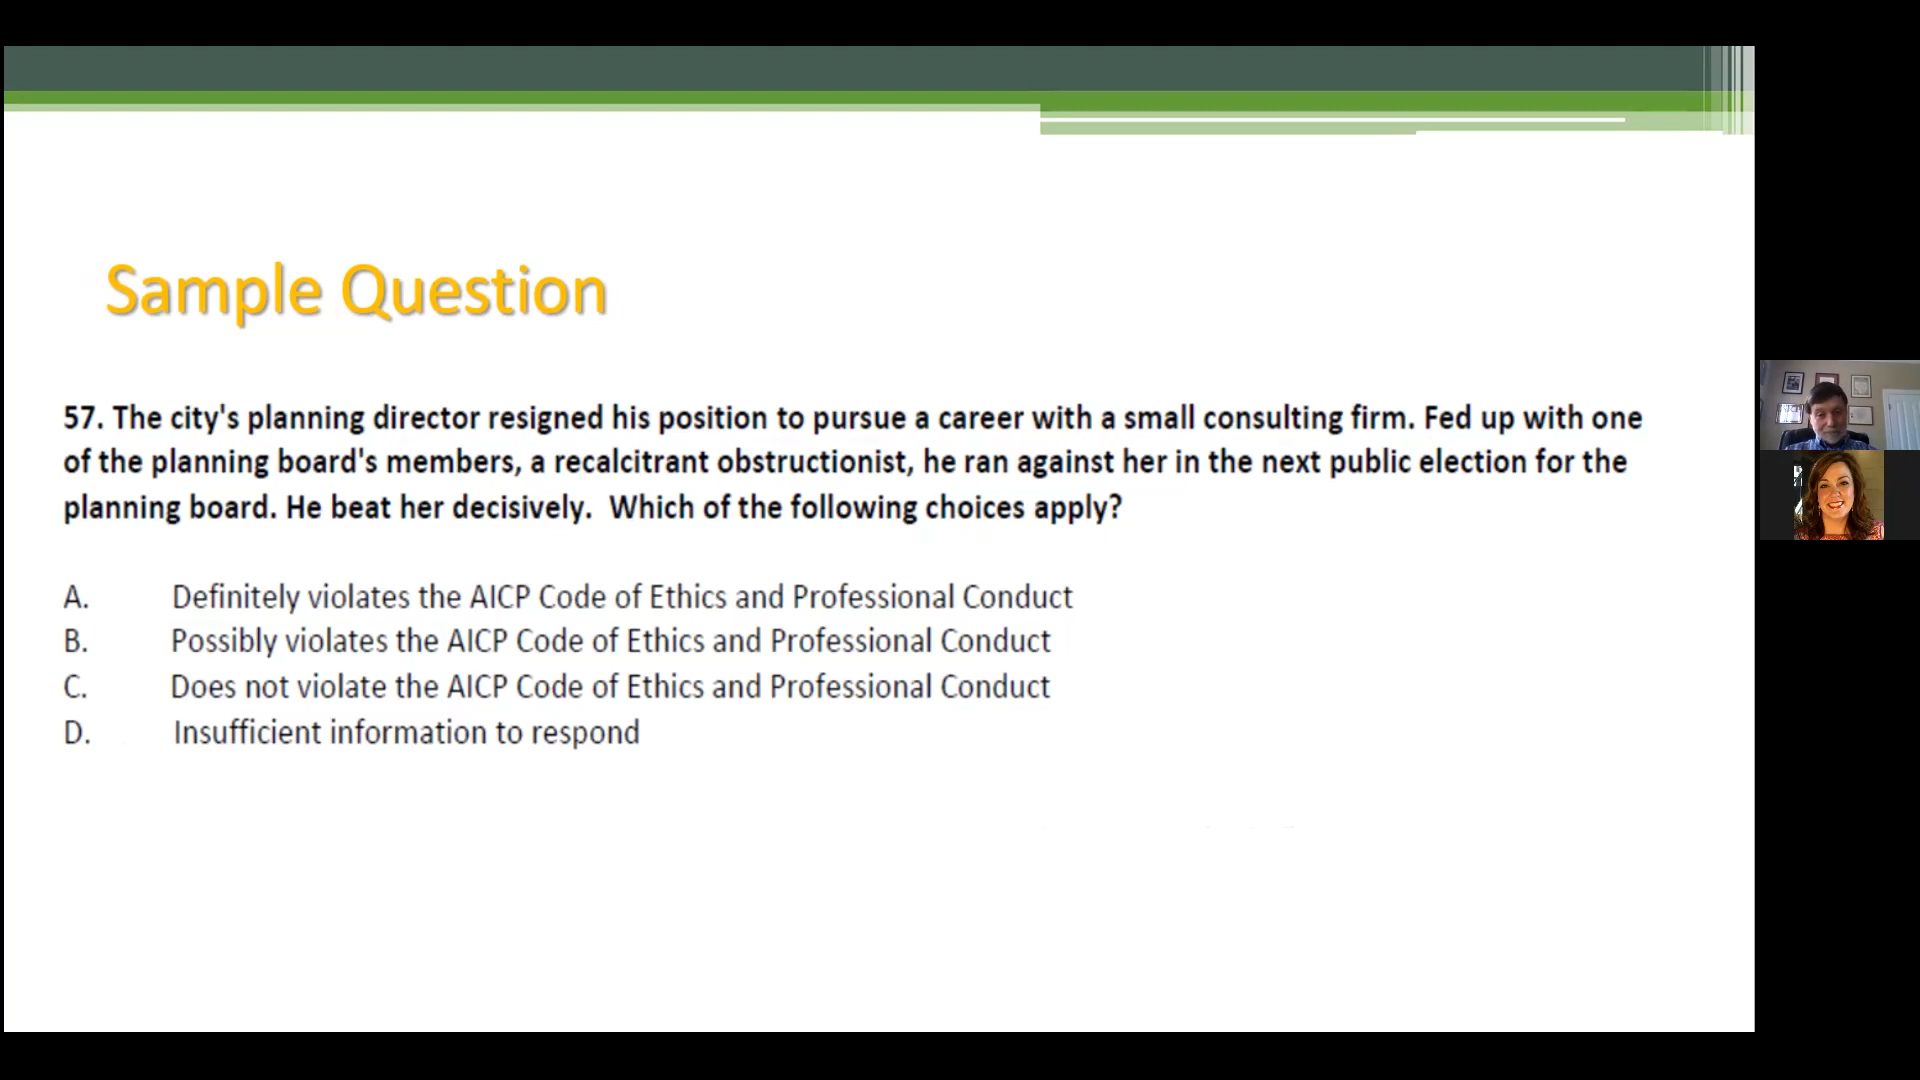 Sample Question
57. The city's planning director resigned his position to pursue a career with a small consulting firm. Fed up with one
of the planning board's members, a recalcitrant obstructionist, he ran against her in the next public election for the
planning board. He beat her decisively.  Which of the following choices apply?
A. Definitely violates the AICP Code of Ethics and Professional Conduct
B. Possibly violates the AICP Code of Ethics and Professional Conduct
C. Does not violate the AICP Code of Ethics and Professional Conduct
D. Insufficient information to respond